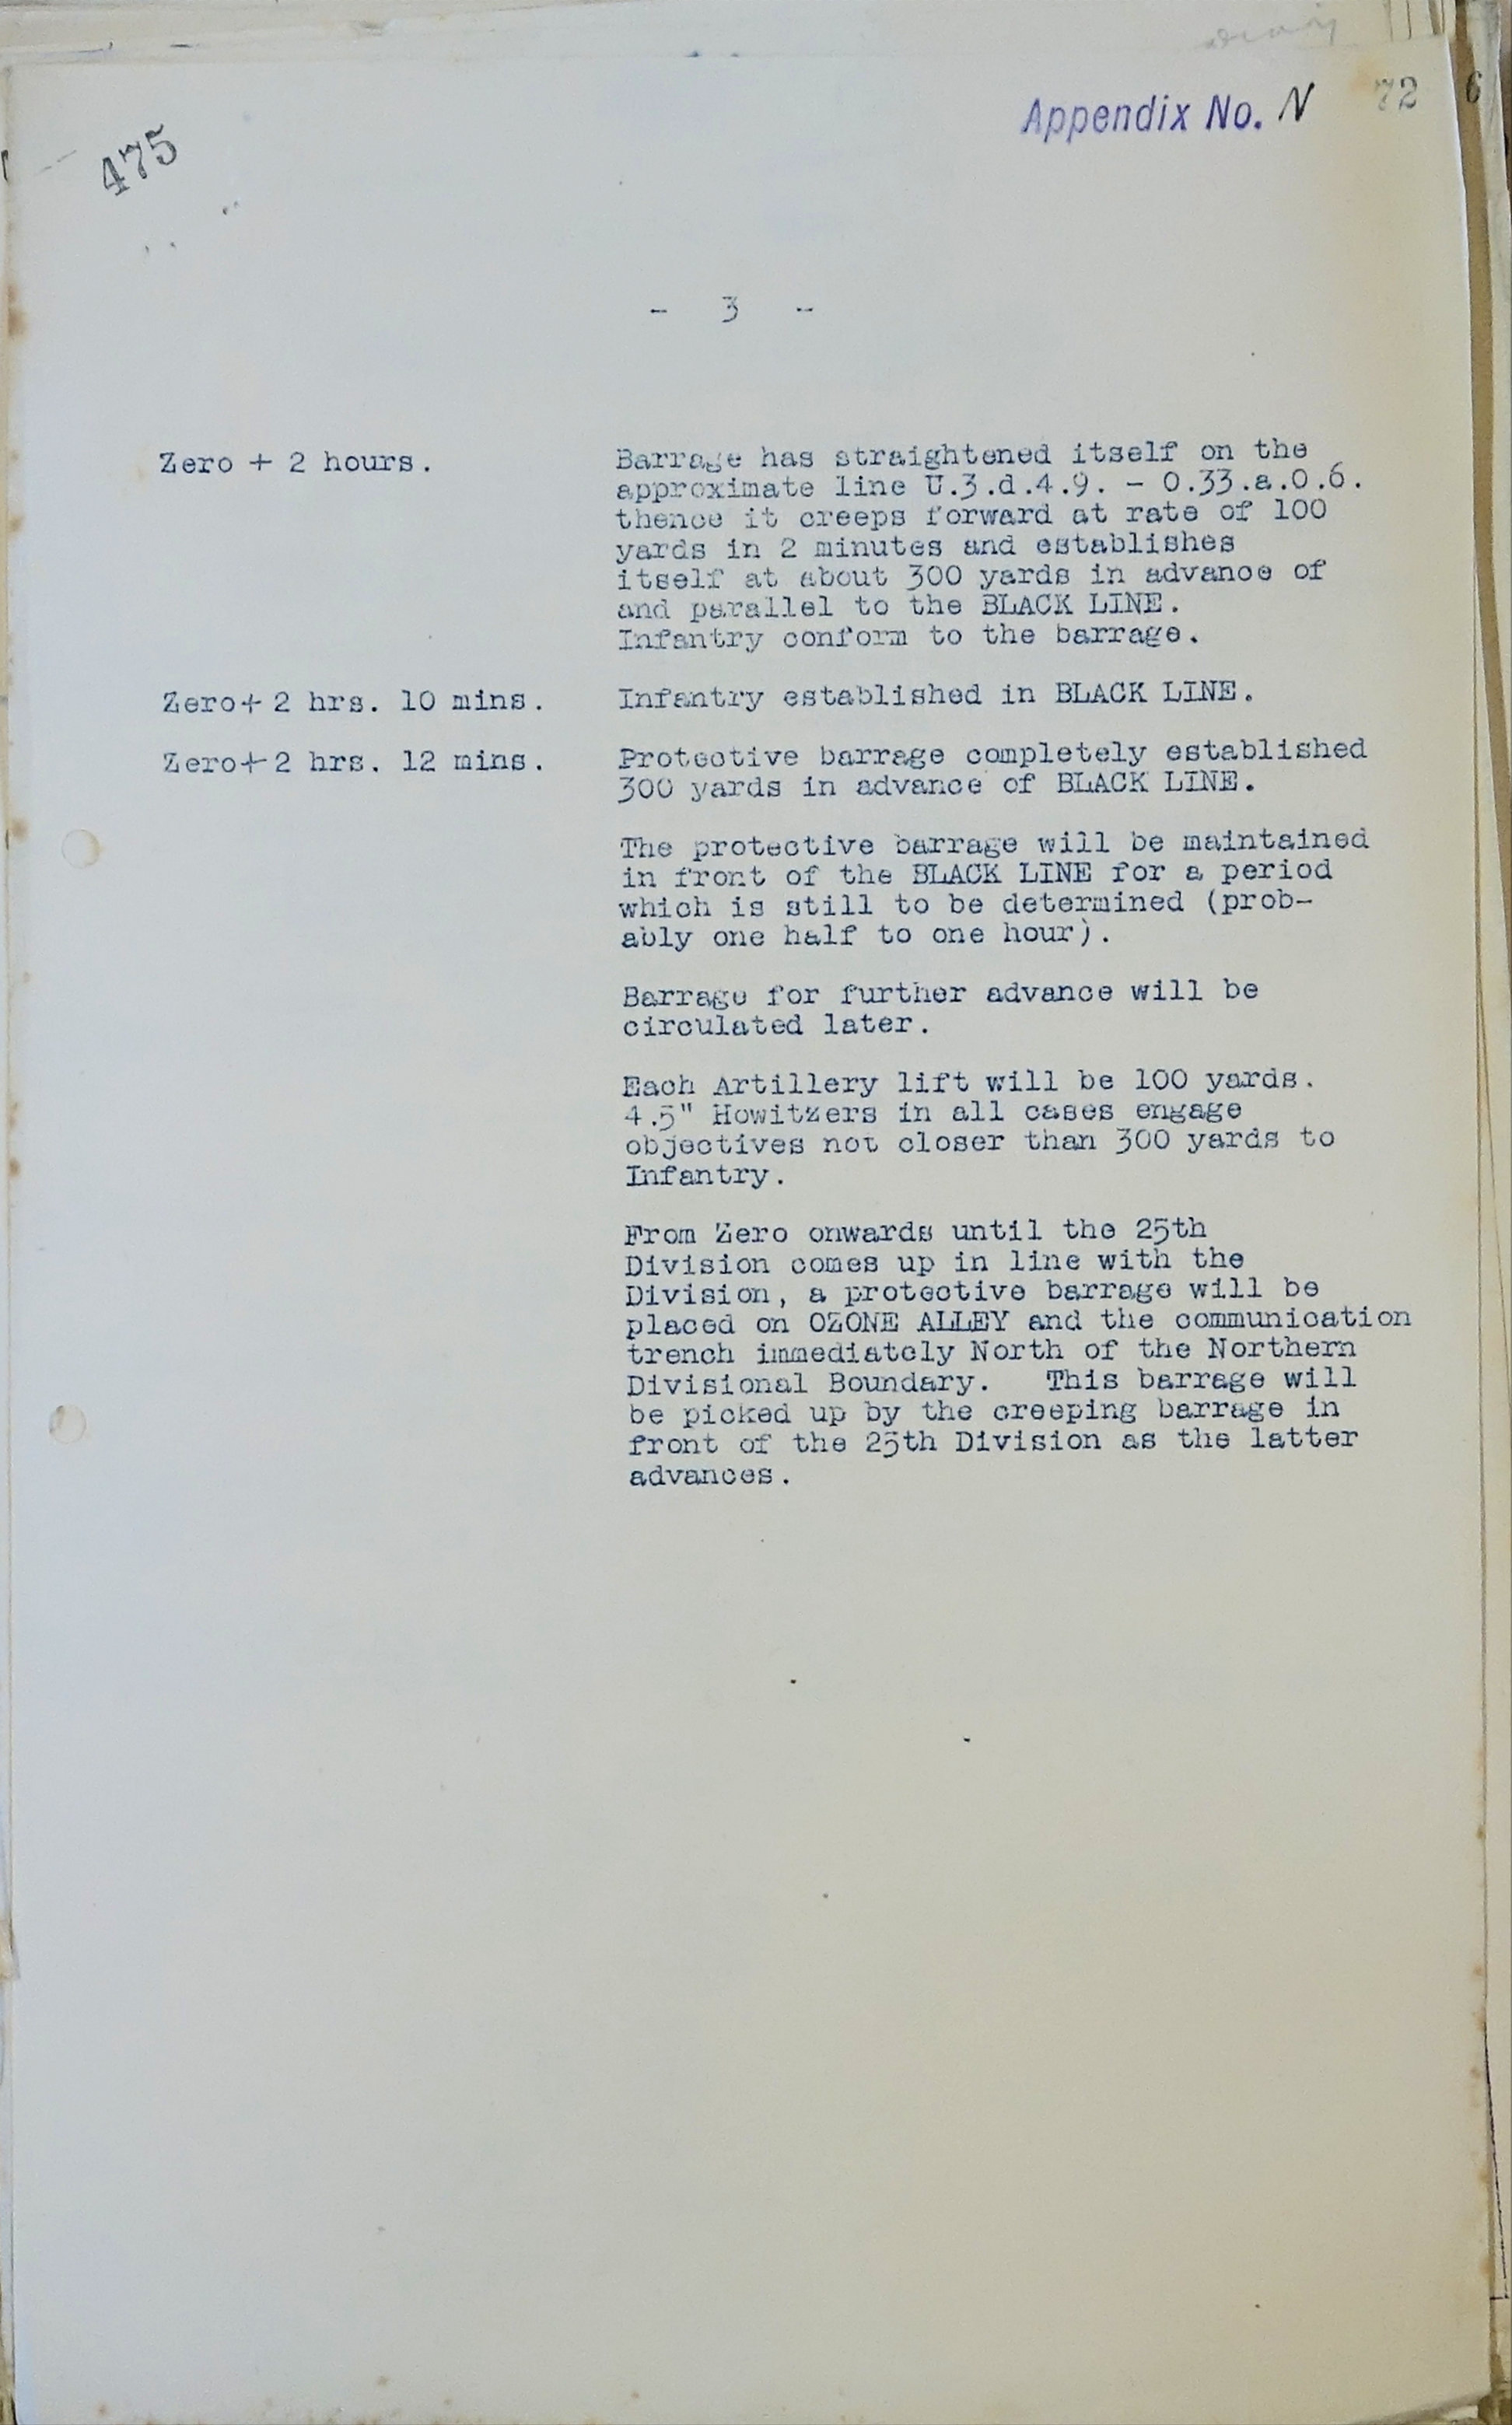 Appendix No. N
72
6
475
- 3 -
Zero + 2 hours. Barrage has straightened itself on the
approximate line U.3.d.4.9. - O.33.a.0.6.
thence it creeps forward at rate of 100
yards in 2 minutes and establishes
itself at about 300 yards in advance of
and parallel to the BLACK LINE.
Infantry conform to the barrage.
Zero+ 2 hrs. 10 mins. Infantry established in BLACK LINE.
Zero+ 2 hrs. 12 mins. Protective barrage completely established
300 yards in advance of BLACK LINE.
The protective barrage will be maintained
in front of the BLACK LINE for a period
which is still to be determined (prob-
ably one half to one hour).
Barrage for further advance will be
circulated later.
Each Artillery lift will be 100 yards.
4.5" Howitzers in all cases engage
objectives not closer than 300 yards to
Infantry.
From Zero onwards until the 25th
Division comes up in line with the
Division, a protective barrage will be
placed on OZONE ALLEY and the communication
trench immediately North of the Northern
Divisional Boundary. This barrage will
be picked up by the creeping barrage in
front of the 25th Division as the latter
advances.